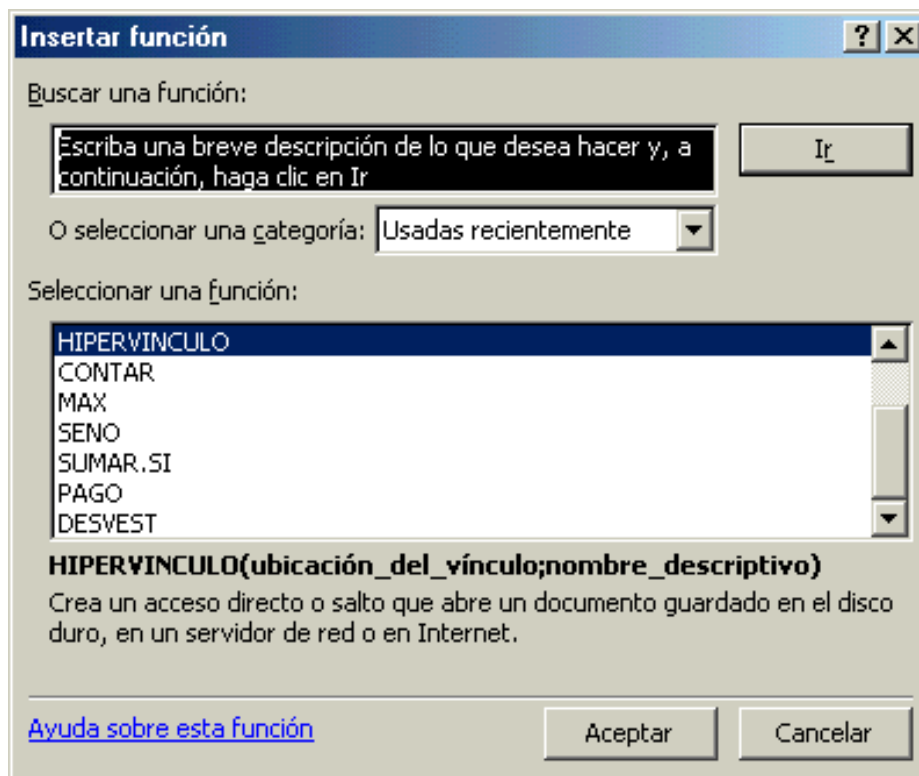 Insertar función
Buscar una función:
Escriba una breve descripción de lo que desea hacer y, a
continuación, haga clic en Ir
Ir
O seleccionar una categoría: Usadas recientemente
Seleccionar una función:
HIPERVINCULO
CONTAR
MAX
SENO
SUMAR.SI
PAGO
DESVEST
HIPERVINCULO(ubicación_del_vínculo;nombre_descriptivo)
Crea un acceso directo o salto que abre un documento guardado en el disco
duro, en un servidor de red o en Internet.
Ayuda sobre esta función
Aceptar
Cancelar